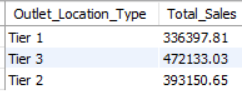 Outlet_Location_Type Total_Sales
Tier 1 336397.81
Tier 3 472133.03
Tier 2 393150.65